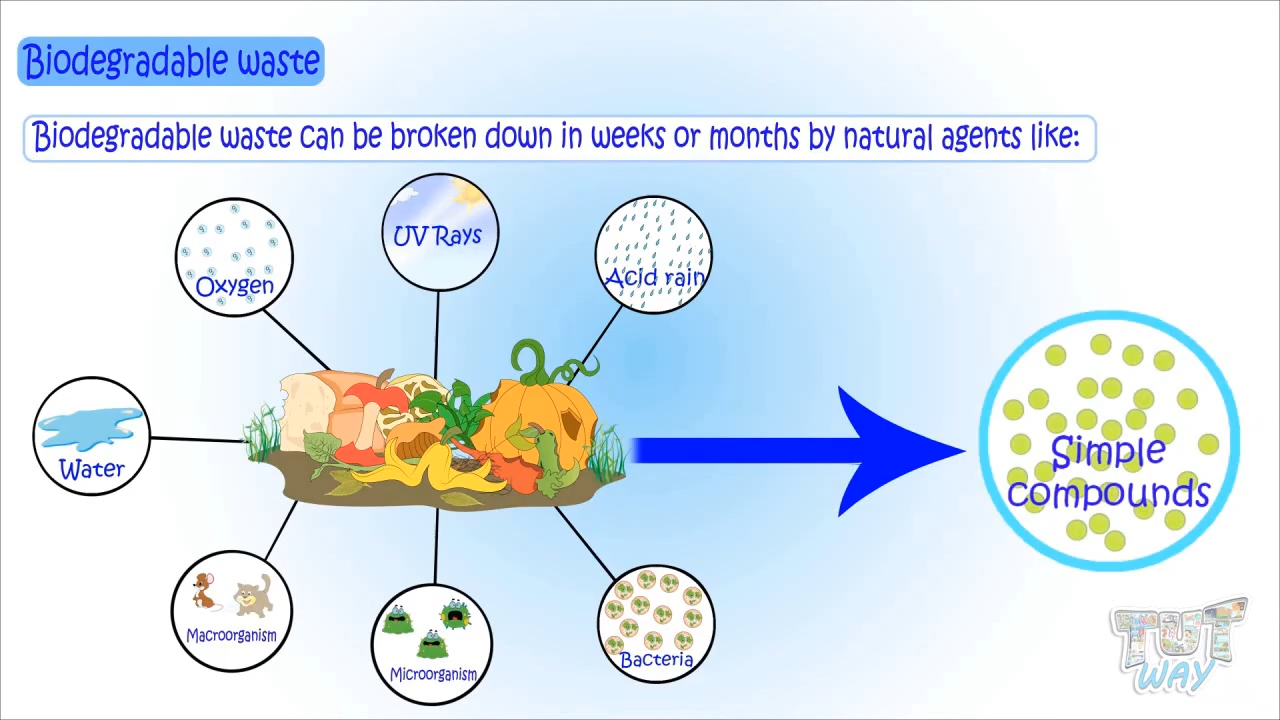 Biodegradable waste
Biodegradable waste can be broken down in weeks or months by natural agents like:
UV Rays
Oxygen
Acid rain
Water
Simple
compounds
Macroorganism
Microorganism
Bacteria
TUT
WAY